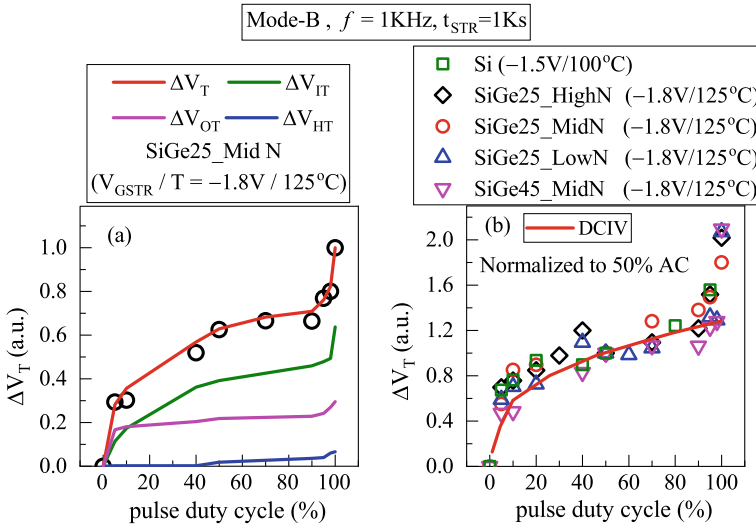 Mode-B , f = 1KHz, tSTR=1Ks
ΔVT ΔVIT
ΔVOT ΔVHT
SiGe25_Mid N
(VGSTR / T = −1.8V / 125°C)
Si (−1.5V/100°C)
SiGe25_HighN (−1.8V/125°C)
SiGe25_MidN (−1.8V/125°C)
SiGe25_LowN (−1.8V/125°C)
SiGe45_MidN (−1.8V/125°C)
(a)
1.0
0.8
0.6
0.4
0.2
0.0
ΔVT (a.u.)
0 20 40 60 80 100
pulse duty cycle (%)
(b) DCIV
Normalized to 50% AC
2.0
1.6
1.2
0.8
0.4
0.0
ΔVT (a.u.)
0 20 40 60 80 100
pulse duty cycle (%)